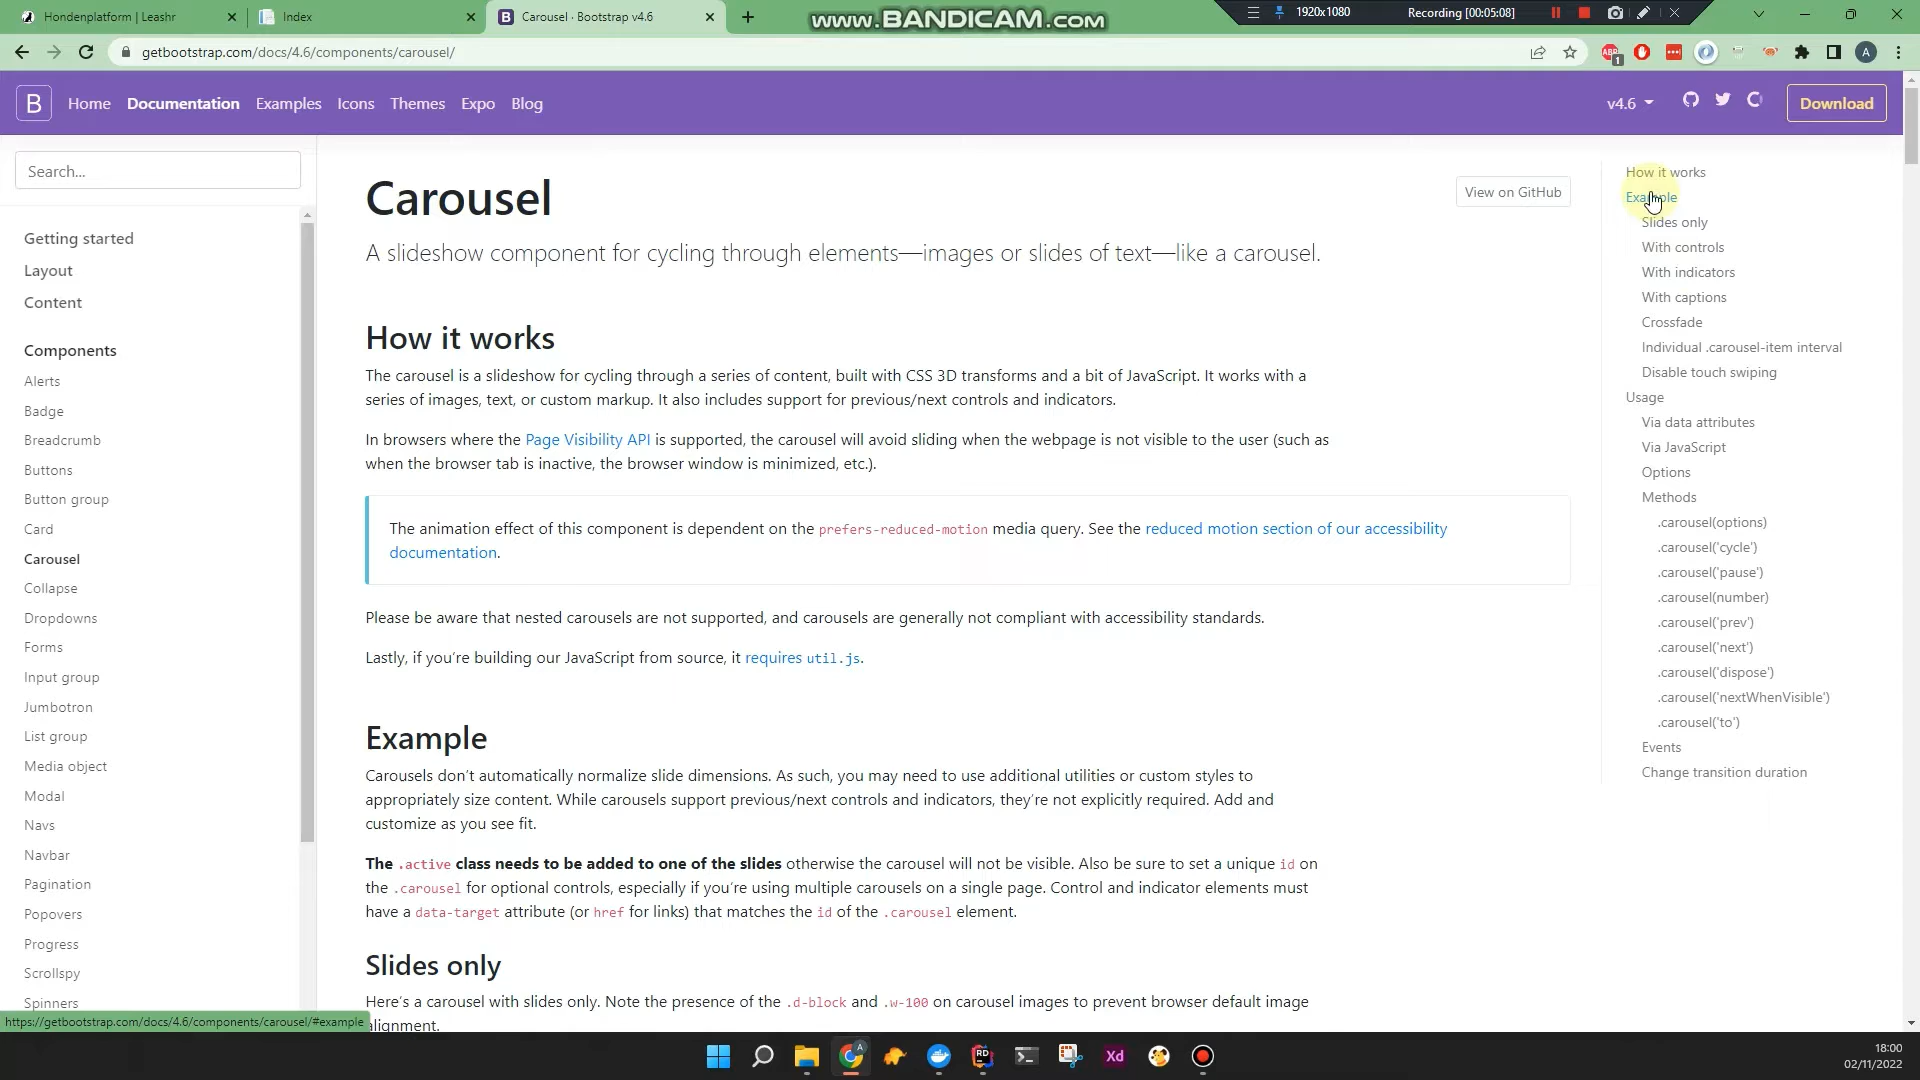 Hondenplatform | Leashr
Index
Carousel · Bootstrap v4.6
www.BANDICAM.com
1920x1080
Recording [00:05:08]
getbootstrap.com/docs/4.6/components/carousel/
ABP
1
A
B
Home
Documentation
Examples
Icons
Themes
Expo
Blog
v4.6
Download
Search...
Getting started
Layout
Content
Components
Alerts
Badge
Breadcrumb
Buttons
Button group
Card
Carousel
Collapse
Dropdowns
Forms
Input group
Jumbotron
List group
Media object
Modal
Navs
Navbar
Pagination
Popovers
Progress
Scrollspy
Spinners
Carousel
View on GitHub
A slideshow component for cycling through elements—images or slides of text—like a carousel.
How it works
The carousel is a slideshow for cycling through a series of content, built with CSS 3D transforms and a bit of JavaScript. It works with a
series of images, text, or custom markup. It also includes support for previous/next controls and indicators.
In browsers where the Page Visibility API is supported, the carousel will avoid sliding when the webpage is not visible to the user (such as
when the browser tab is inactive, the browser window is minimized, etc.).
The animation effect of this component is dependent on the prefers-reduced-motion media query. See the reduced motion section of our accessibility
documentation.
Please be aware that nested carousels are not supported, and carousels are generally not compliant with accessibility standards.
Lastly, if you're building our JavaScript from source, it requires util.js.
Example
Carousels don't automatically normalize slide dimensions. As such, you may need to use additional utilities or custom styles to
appropriately size content. While carousels support previous/next controls and indicators, they're not explicitly required. Add and
customize as you see fit.
The .active class needs to be added to one of the slides otherwise the carousel will not be visible. Also be sure to set a unique id on
the .carousel for optional controls, especially if you're using multiple carousels on a single page. Control and indicator elements must
have a data-target attribute (or href for links) that matches the id of the .carousel element.
Slides only
Here's a carousel with slides only. Note the presence of the .d-block and .w-100 on carousel images to prevent browser default image
alignment.
How it works
Example
Slides only
With controls
With indicators
With captions
Crossfade
Individual .carousel-item interval
Disable touch swiping
Usage
Via data attributes
Via JavaScript
Options
Methods
.carousel(options)
.carousel('cycle')
.carousel('pause')
.carousel(number)
.carousel('prev')
.carousel('next')
.carousel('dispose')
.carousel('nextWhenVisible')
.carousel('to')
Events
Change transition duration
https://getbootstrap.com/docs/4.6/components/carousel/#example
A
RD
Xd
18:00
02/11/2022